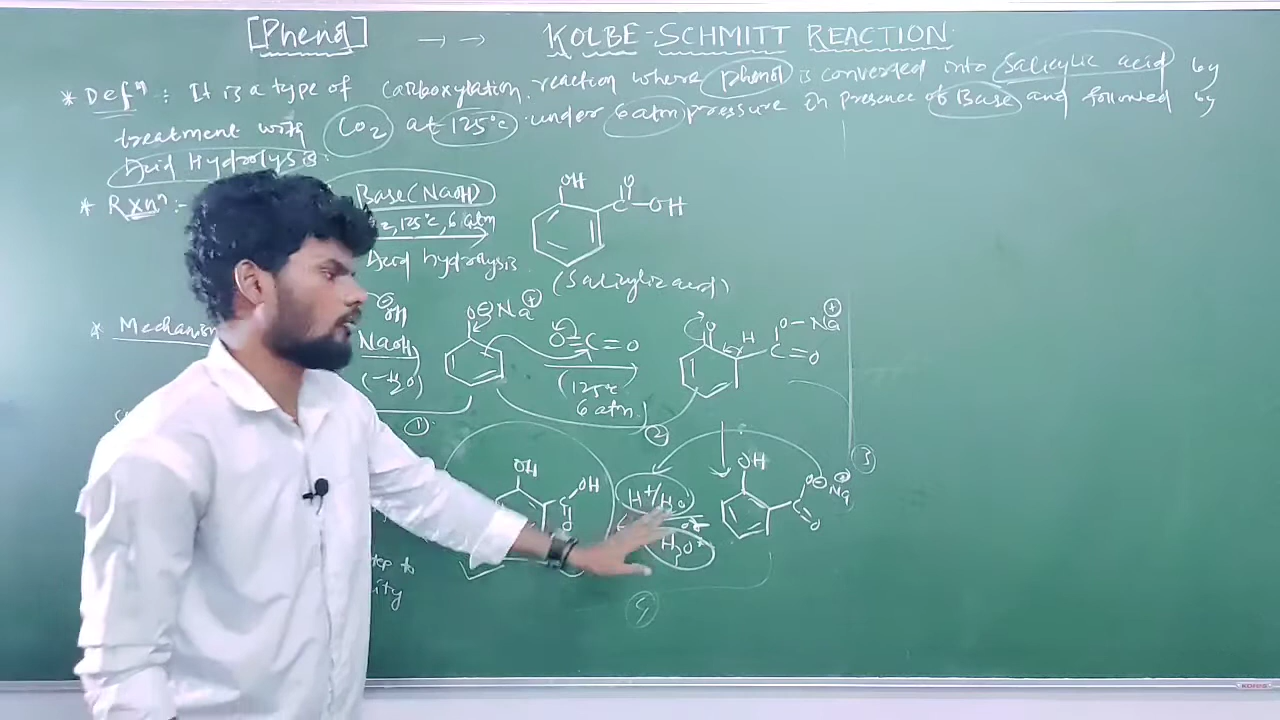 [Phenol] → → KOLBE-SCHMITT REACTION
* Defⁿ : It is a type of carboxylation reaction where phenol is converted into salicylic acid by
treatment with CO₂ at 125°c under 6 atm pressure in presence of Base and followed by
Acid Hydrolysis.
* Rxnⁿ :-
Base (NaOH)
, 125°c, 6 atm
Acid hydrolysis
OH
C
O
OH
(Salicylic acid)
* Mechanism
⊖OH
NaOH
(-H₂O)
①
O⊖Na⊕
O=C=O
(125°c
6 atm)
②
O
H
C=O
O-Na⊕
③
OH
C
O
O⊖Na⊕
H⁺/H₂O
or
H₃O⁺
④
OH
C
O
OH